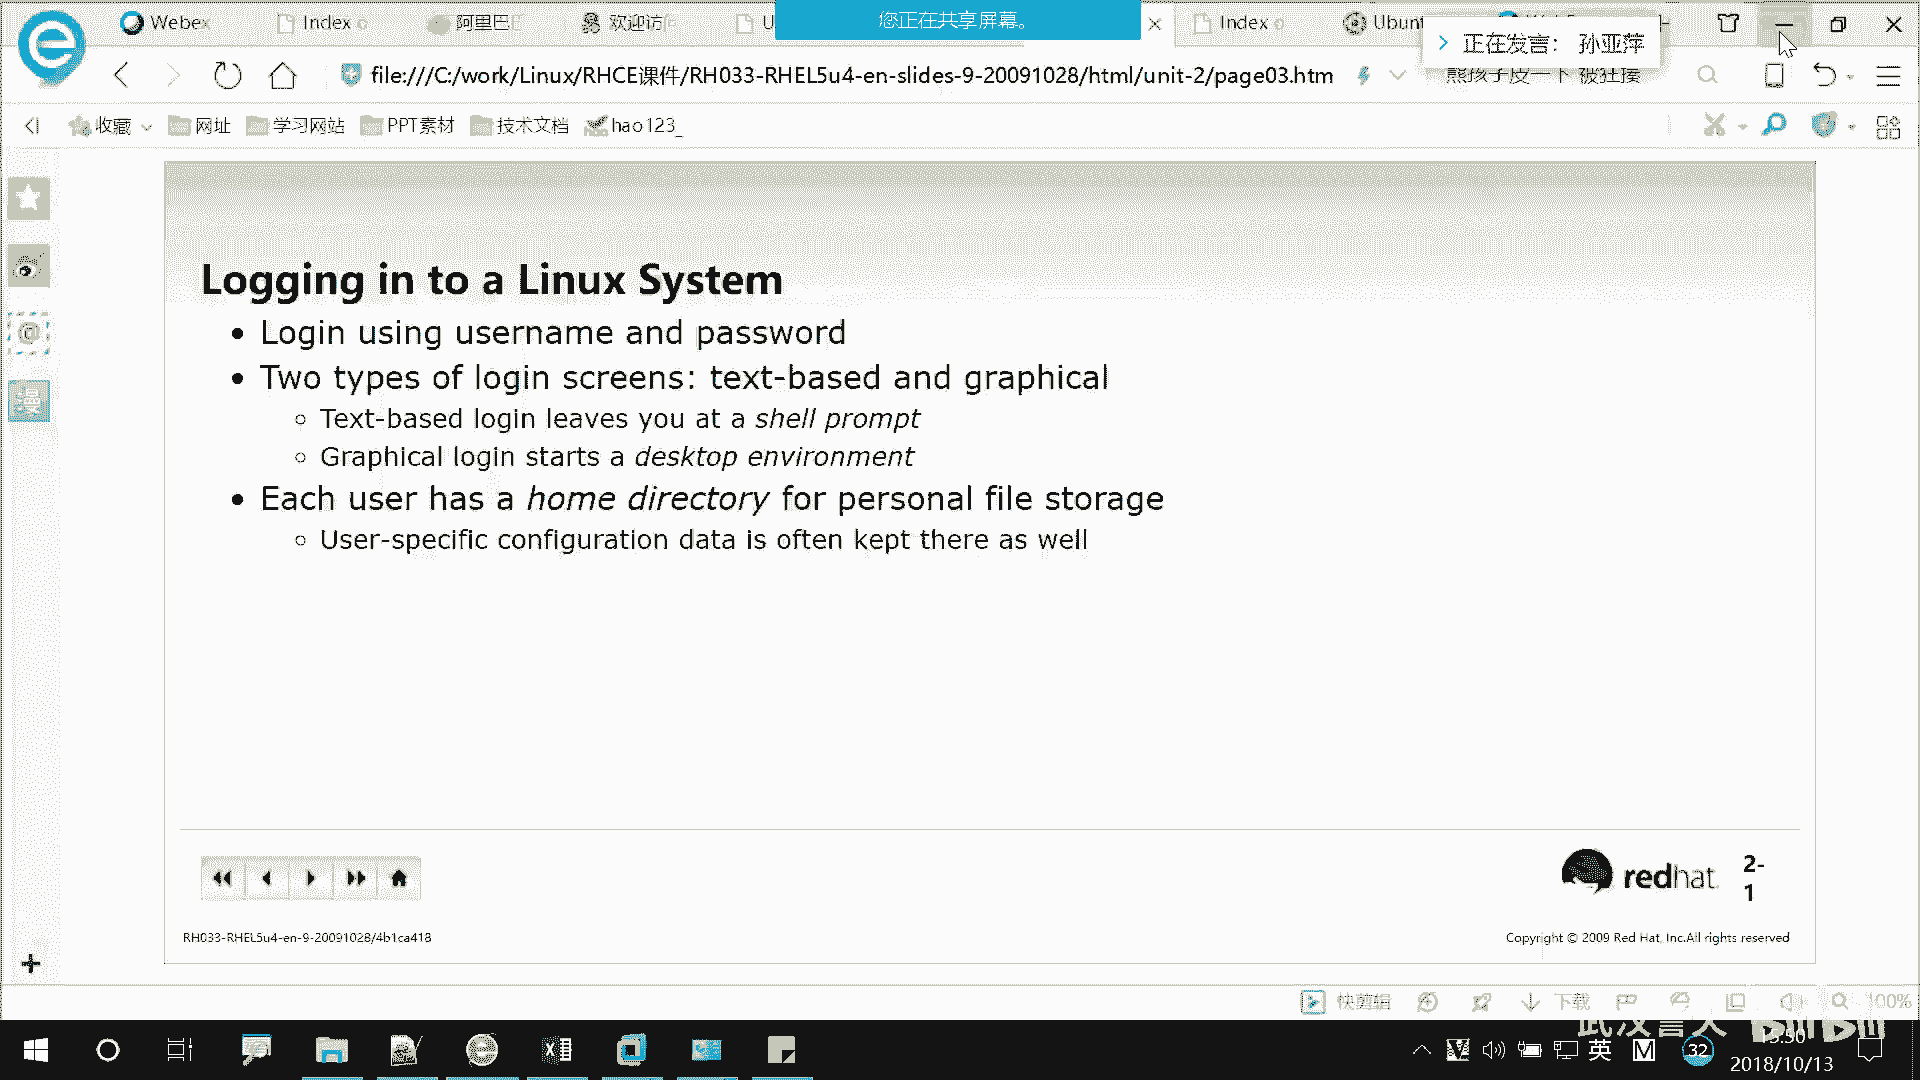 Webex
Index
阿里巴
欢迎访
U
您正在共享屏幕。
Index
Ubunt
正在发言： 孙亚萍
file:///C:/work/Linux/RHCE课件/RH033-RHEL5u4-en-slides-9-20091028/html/unit-2/page03.htm
熊孩子皮一下 被狂揍
收藏
网址
学习网站
PPT素材
技术文档
hao123_
Logging in to a Linux System
Login using username and password
Two types of login screens: text-based and graphical
Text-based login leaves you at a shell prompt
Graphical login starts a desktop environment
Each user has a home directory for personal file storage
User-specific configuration data is often kept there as well
redhat.
2-
1
RH033-RHEL5u4-en-9-20091028/4b1ca418
Copyright © 2009 Red Hat, Inc.All rights reserved
快剪辑
下载
100%
英
M
32
15:50
2018/10/13